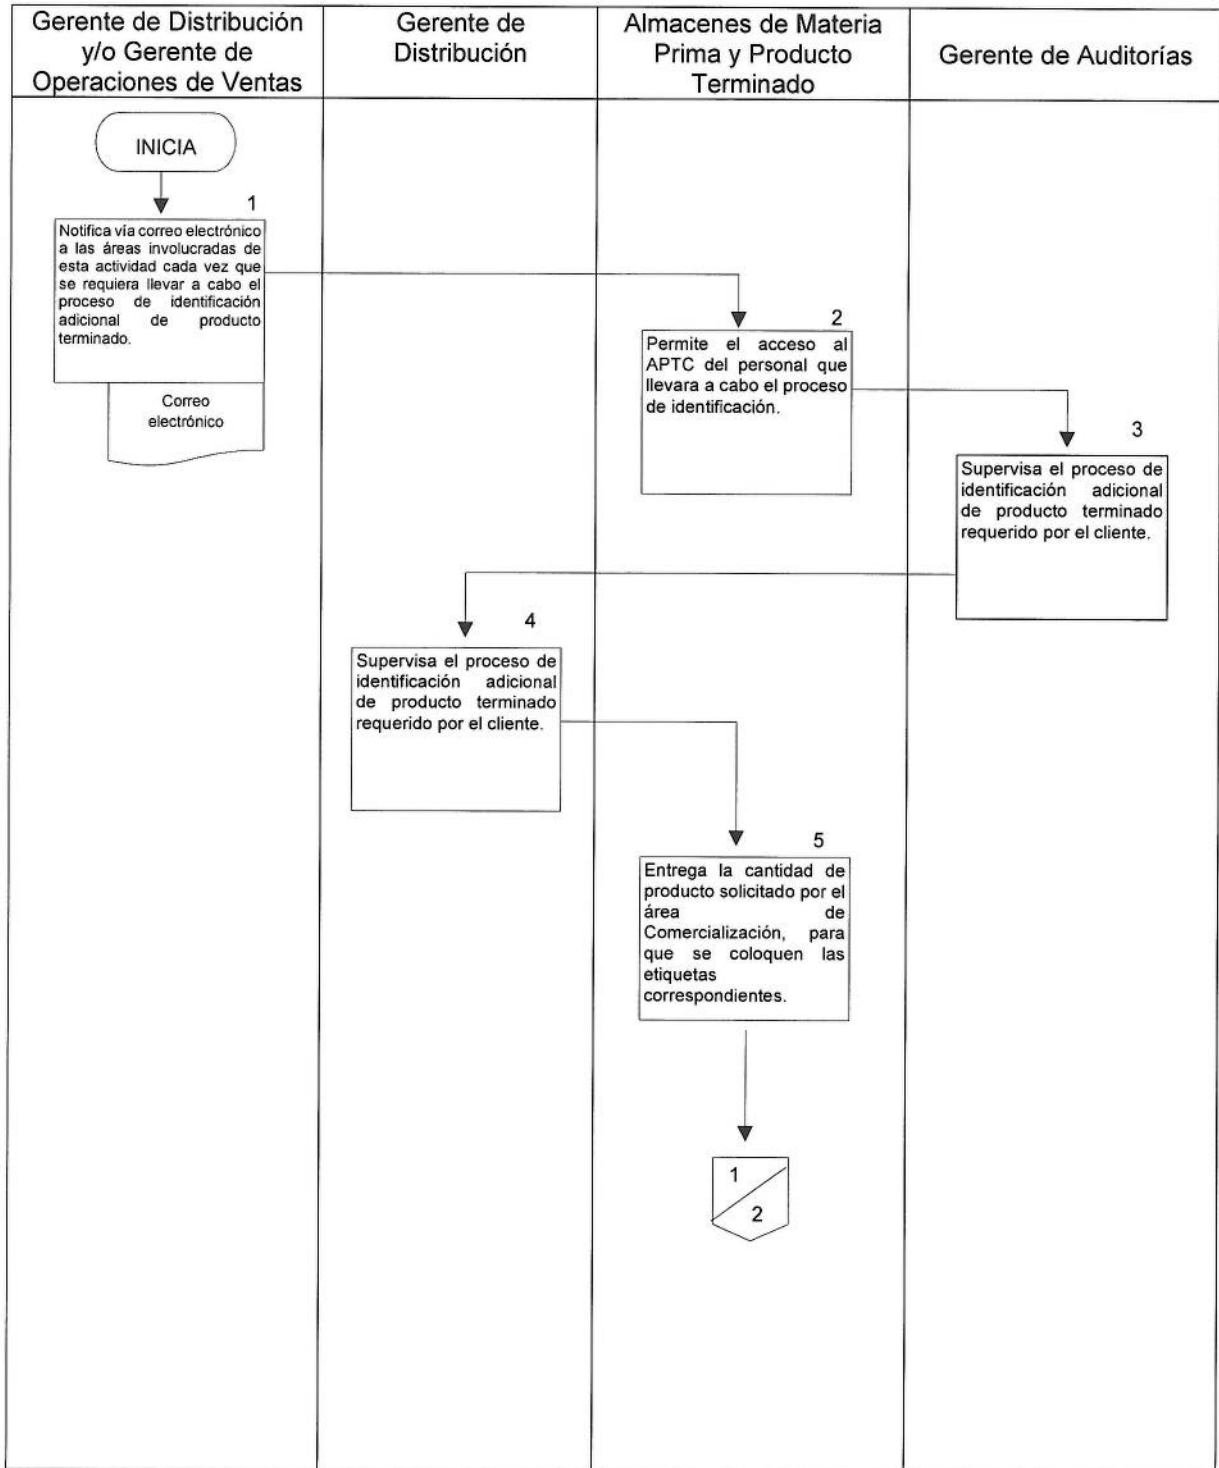 Gerente de Distribución
y/o Gerente de
Operaciones de Ventas
Gerente de
Distribución
Almacenes de Materia
Prima y Producto
Terminado
Gerente de Auditorías
INICIA
1
Notifica vía correo electrónico
a las áreas involucradas de
esta actividad cada vez que
se requiera llevar a cabo el
proceso de identificación
adicional de producto
terminado.
Correo
electrónico
2
Permite el acceso al
APTC del personal que
llevara a cabo el proceso
de identificación.
3
Supervisa el proceso de
identificación adicional
de producto terminado
requerido por el cliente.
4
Supervisa el proceso de
identificación adicional
de producto terminado
requerido por el cliente.
5
Entrega la cantidad de
producto solicitado por el
área de
Comercialización, para
que se coloquen las
etiquetas
correspondientes.
1
2